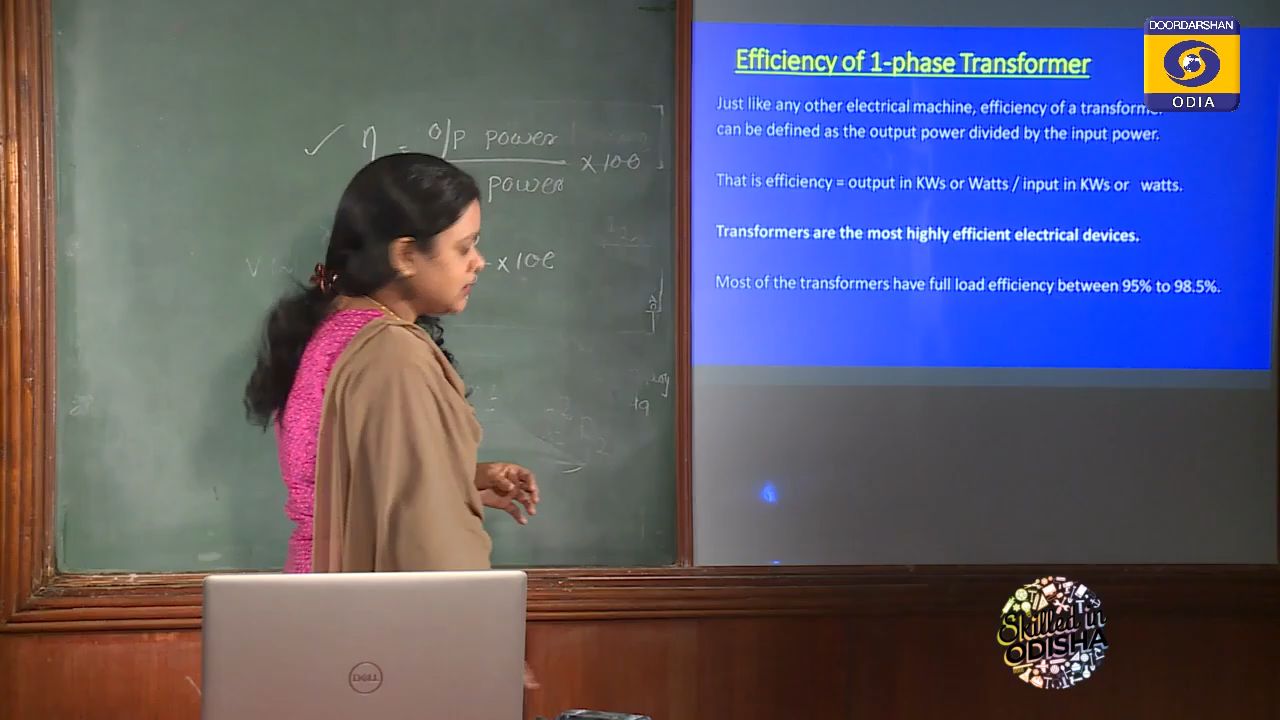 DOORDARSHAN
ODIA
Efficiency of 1-phase Transformer
Just like any other electrical machine, efficiency of a
can be defined as the output power divided by the input power.
That is efficiency = output in KWs or Watts / input in KWs or watts.
Transformers are the most highly efficient electrical devices.
Most of the transformers have full load efficiency between 95% to 98.5%.
✓ η = o/p power
power × 100
× 100
DELL
Skilled in
ODISHA